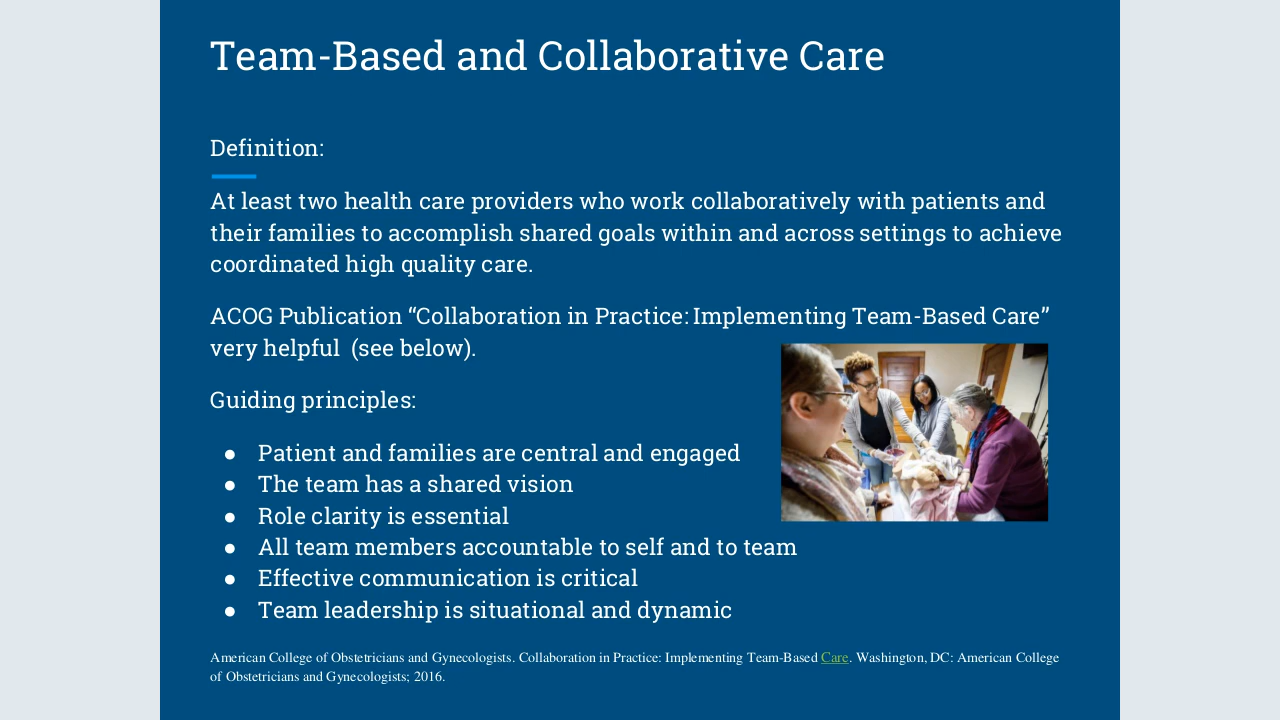 Team-Based and Collaborative Care
Definition:
At least two health care providers who work collaboratively with patients and
their families to accomplish shared goals within and across settings to achieve
coordinated high quality care.
ACOG Publication “Collaboration in Practice: Implementing Team-Based Care”
very helpful  (see below).
Guiding principles:
● Patient and families are central and engaged
● The team has a shared vision
● Role clarity is essential
● All team members accountable to self and to team
● Effective communication is critical
● Team leadership is situational and dynamic
American College of Obstetricians and Gynecologists. Collaboration in Practice: Implementing Team-Based Care. Washington, DC: American College
of Obstetricians and Gynecologists; 2016.